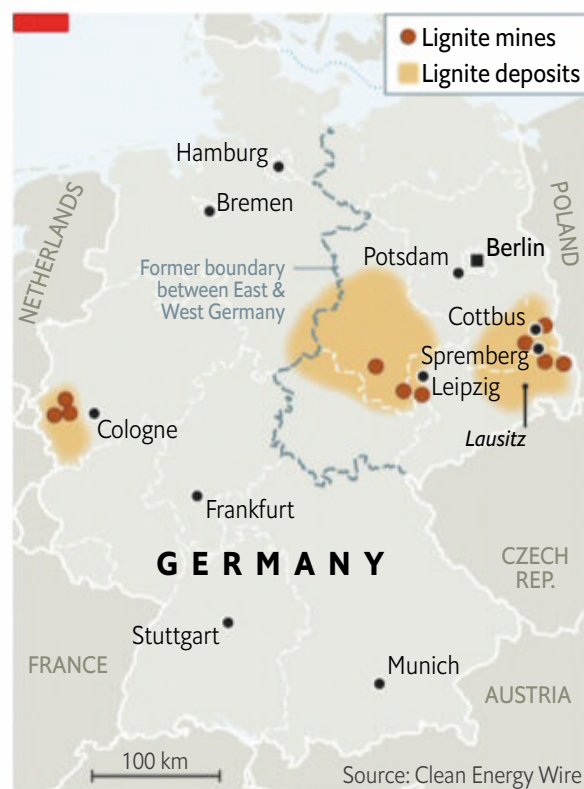 Lignite mines
Lignite deposits
Hamburg
Bremen
NETHERLANDS
POLAND
Former boundary
between East &
West Germany
Potsdam
Berlin
Cottbus
Spremberg
Leipzig
Lausitz
Cologne
Frankfurt
GERMANY
CZECH
REP.
Stuttgart
FRANCE
Munich
AUSTRIA
100 km
Source: Clean Energy Wire